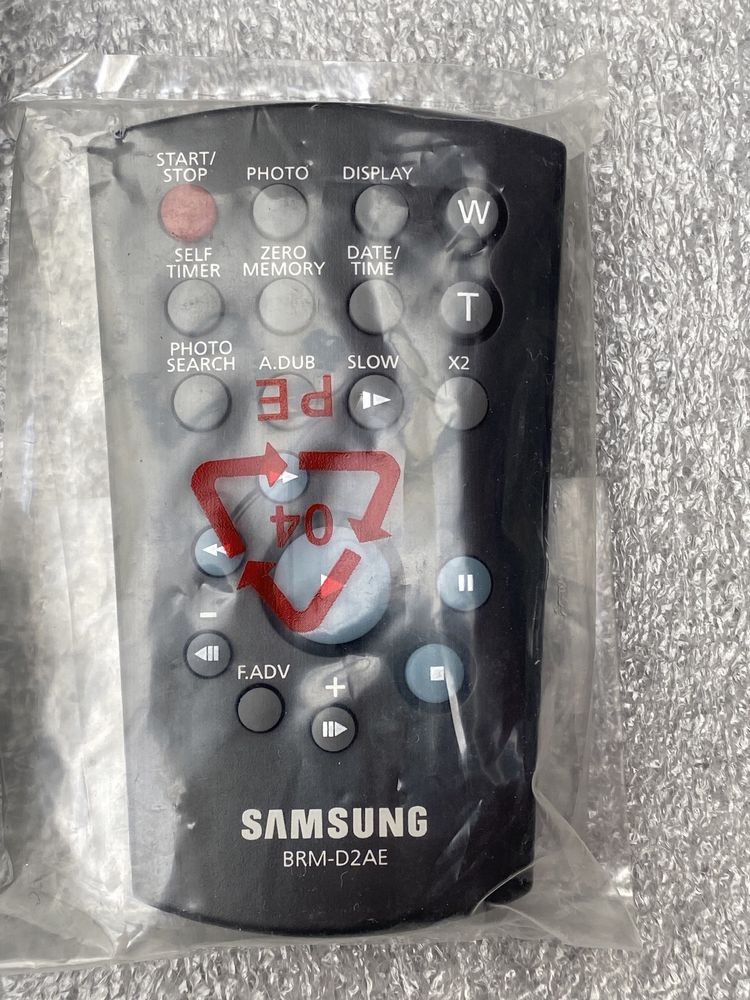 START/
STOP
PHOTO
DISPLAY
W
SELF
TIMER
ZERO
MEMORY
DATE/
TIME
T
PHOTO
SEARCH
A.DUB
SLOW
X2
PE
04
F.ADV
SAMSUNG
BRM-D2AE